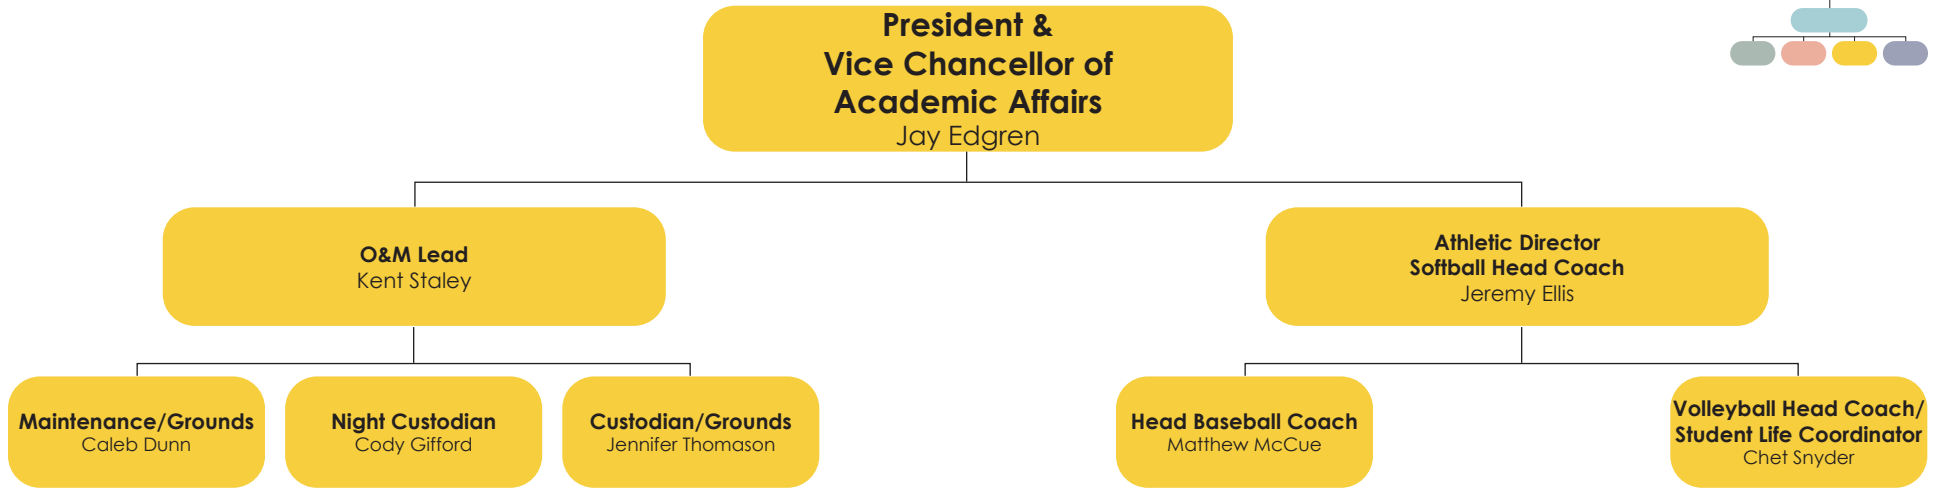 President &
Vice Chancellor of
Academic Affairs
Jay Edgren
O&M Lead
Kent Staley
Athletic Director
Softball Head Coach
Jeremy Ellis
Maintenance/Grounds
Caleb Dunn
Night Custodian
Cody Gifford
Custodian/Grounds
Jennifer Thomason
Head Baseball Coach
Matthew McCue
Volleyball Head Coach/
Student Life Coordinator
Chet Snyder